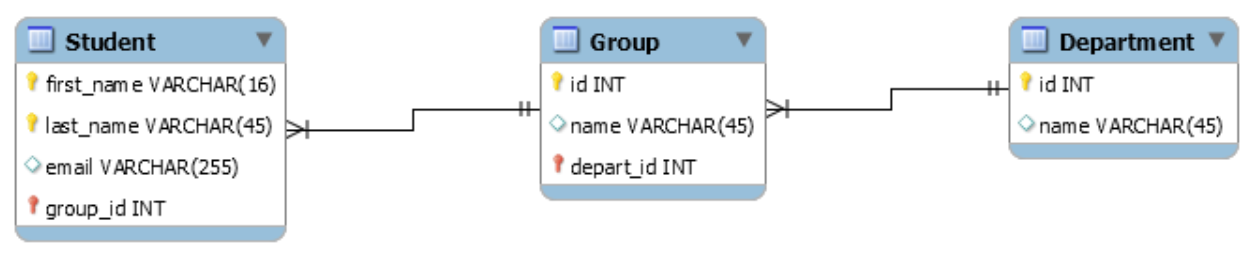 Student
first_name VARCHAR(16)
last_name VARCHAR(45)
email VARCHAR(255)
group_id INT
Group
id INT
name VARCHAR(45)
depart_id INT
Department
id INT
name VARCHAR(45)